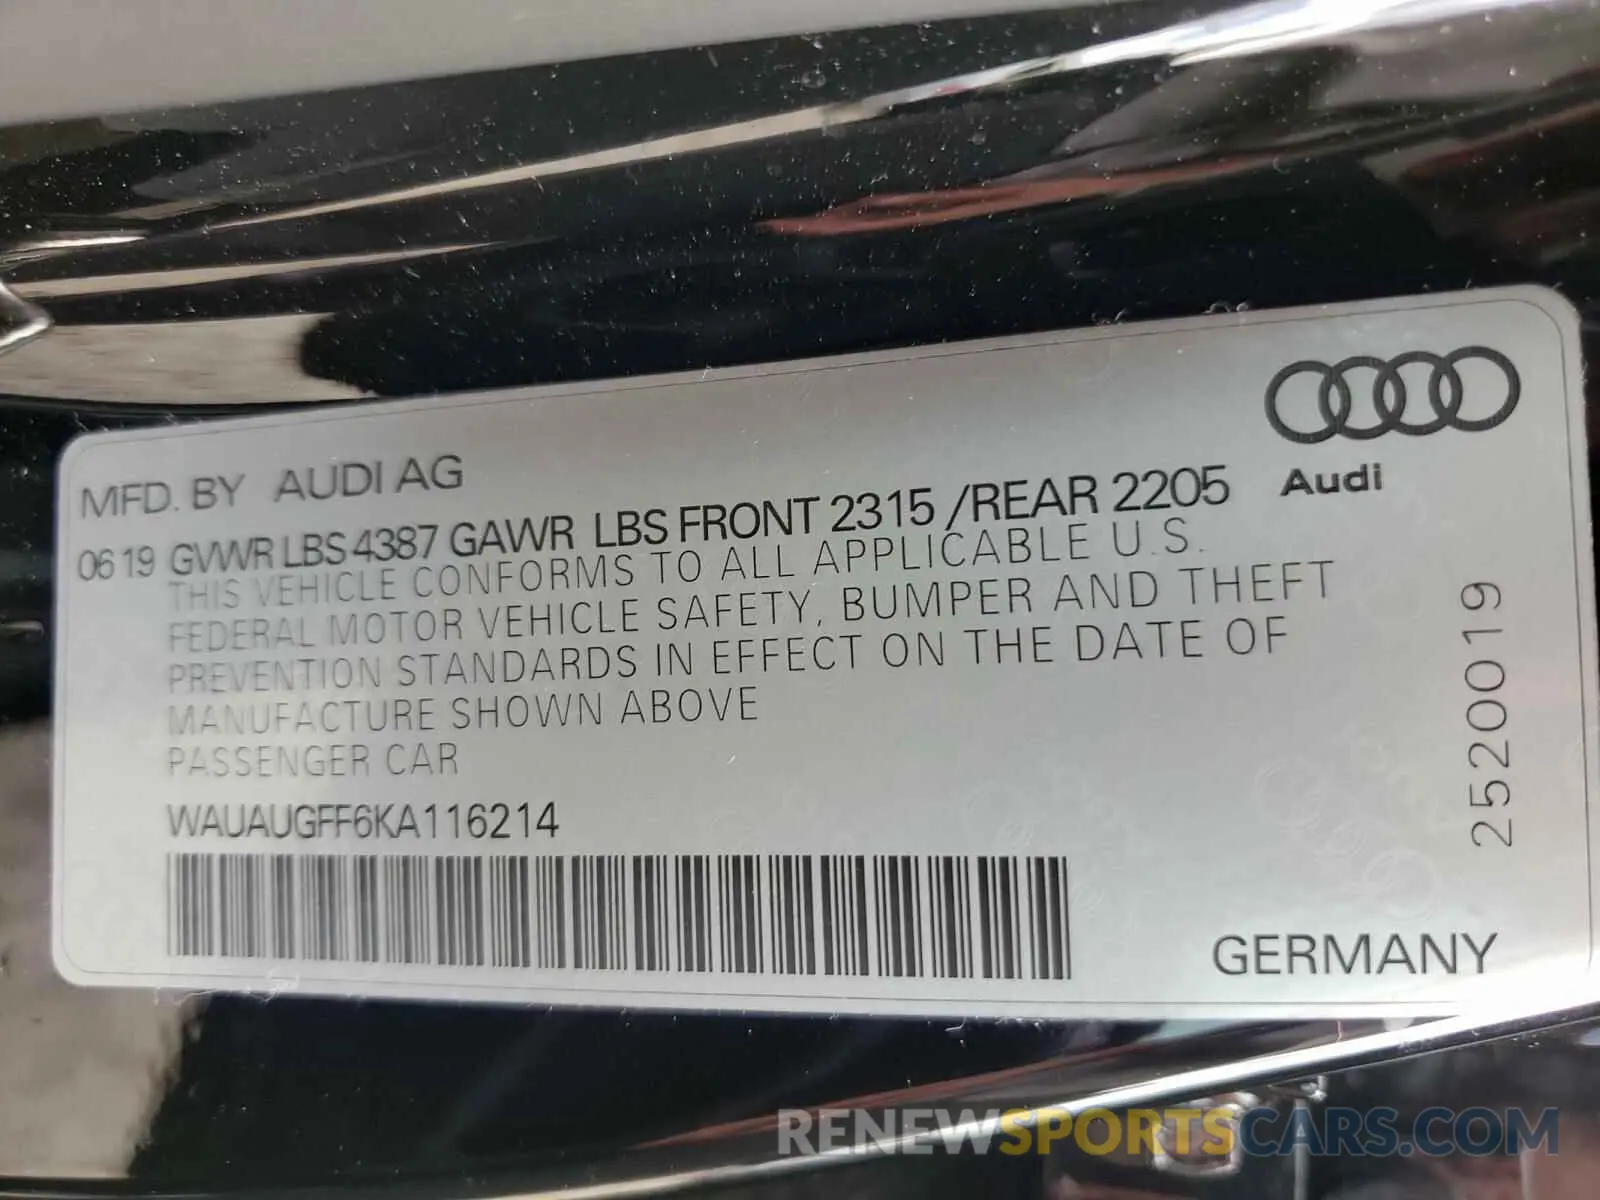 MFD. BY AUDI AG
06 19 GVWR LBS 4387 GAWR LBS FRONT 2315 /REAR 2205
THIS VEHICLE CONFORMS TO ALL APPLICABLE U.S.
FEDERAL MOTOR VEHICLE SAFETY, BUMPER AND THEFT
PREVENTION STANDARDS IN EFFECT ON THE DATE OF
MANUFACTURE SHOWN ABOVE
PASSENGER CAR
WAUAUGFF6KA116214
Audi
2520019
GERMANY
RENEWSPORTSCARS.COM